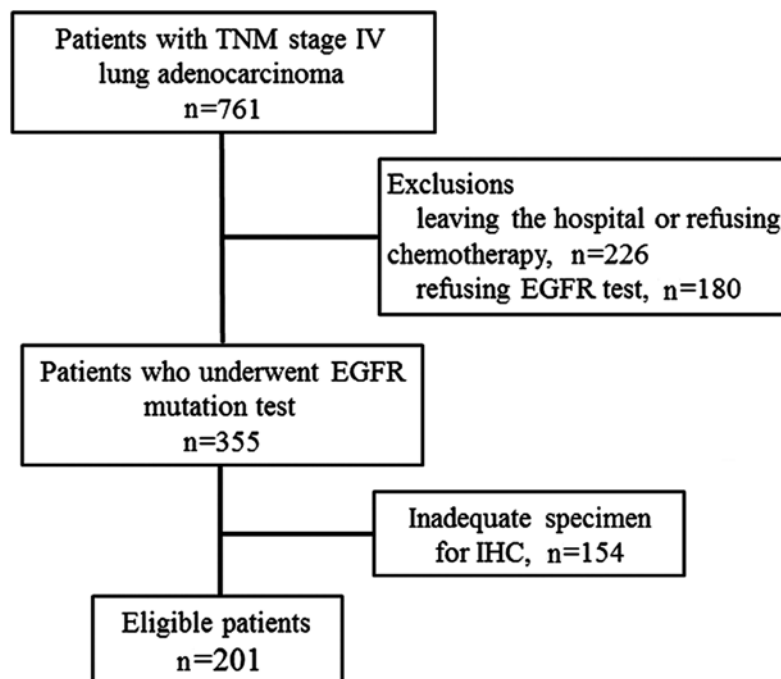 Patients with TNM stage IV
lung adenocarcinoma
n=761
Exclusions
leaving the hospital or refusing
chemotherapy, n=226
refusing EGFR test, n=180
Patients who underwent EGFR
mutation test
n=355
Inadequate specimen
for IHC, n=154
Eligible patients
n=201